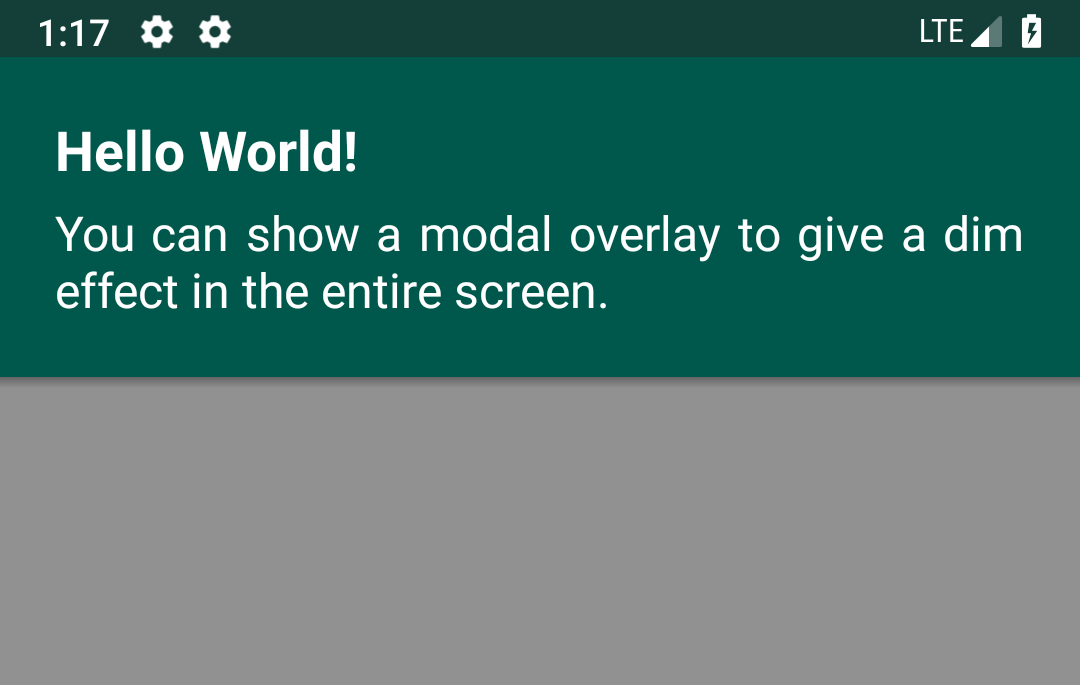 1:17 LTE
Hello World!
You can show a modal overlay to give a dim
effect in the entire screen.